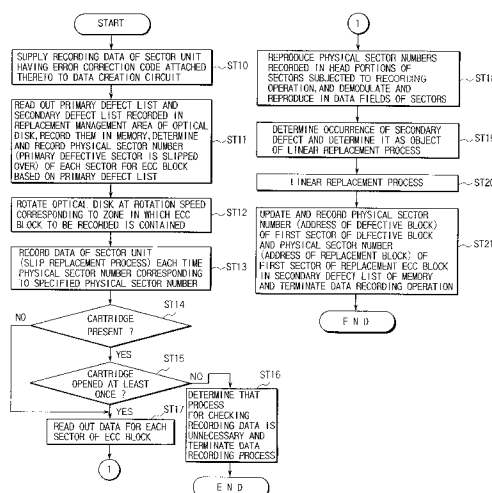 START
SUPPLY RECORDING DATA OF SECTOR UNIT
HAVING ERROR CORRECTION CODE ATTACHED
THERETO TO DATA CREATION CIRCUIT
ST10
READ OUT PRIMARY DEFECT LIST AND
SECONDARY DEFECT LIST RECORDED IN
REPLACEMENT MANAGEMENT AREA OF OPTICAL
DISK, RECORD THEM IN MEMORY, DETERMINE
AND RECORD PHYSICAL SECTOR NUMBER
(PRIMARY DEFECTIVE SECTOR IS SLIPPED
OVER) OF EACH SECTOR FOR ECC BLOCK
BASED ON PRIMARY DEFECT LIST
ST11
ROTATE OPTICAL DISK AT ROTATION SPEED
CORRESPONDING TO ZONE IN WHICH ECC
BLOCK TO BE RECORDED IS CONTAINED
ST12
RECORD DATA OF SECTOR UNIT
(SLIP REPLACEMENT PROCESS) EACH TIME
PHYSICAL SECTOR NUMBER CORRESPONDING
TO SPECIFIED PHYSICAL SECTOR NUMBER
ST13
ST14
CARTRIDGE
PRESENT ?
NO
YES
ST15
CARTRIDGE
OPENED AT LEAST
ONCE ?
NO
YES
ST16
DETERMINE THAT
PROCESS
FOR CHECKING
RECORDING DATA IS
UNNECESSARY AND
TERMINATE DATA
RECORDING PROCESS
END
ST17
READ OUT DATA FOR EACH
SECTOR OF ECC BLOCK
1
1
REPRODUCE PHYSICAL SECTOR NUMBERS
RECORDED IN HEAD PORTIONS OF
SECTORS SUBJECTED TO RECORDING
OPERATION, AND DEMODULATE AND
REPRODUCE IN DATA FIELDS OF SECTORS
ST18
DETERMINE OCCURRENCE OF SECONDARY
DEFECT AND DETERMINE IT AS OBJECT
OF LINEAR REPLACEMENT PROCESS
ST19
LINEAR REPLACEMENT PROCESS
ST20
UPDATE AND RECORD PHYSICAL SECTOR
NUMBER (ADDRESS OF DEFECTIVE BLOCK)
OF FIRST SECTOR OF DEFECTIVE BLOCK
AND PHYSICAL SECTOR NUMBER
(ADDRESS OF REPLACEMENT BLOCK) OF
FIRST SECTOR OF REPLACEMENT ECC BLOCK
IN SECONDARY DEFECT LIST OF MEMORY
AND TERMINATE DATA RECORDING OPERATION
ST21
END